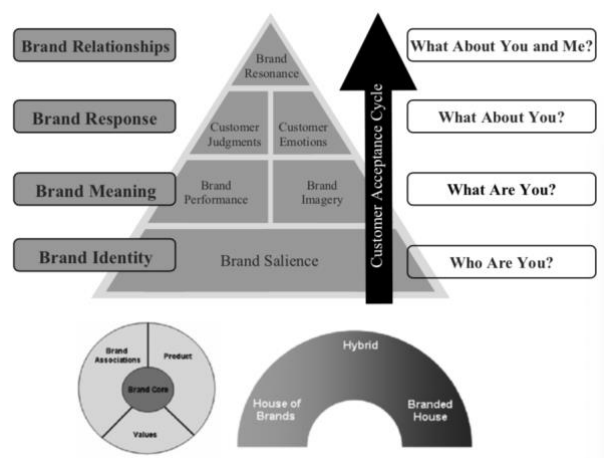 Brand Relationships
Brand
Resonance
What About You and Me?
Brand Response
Customer
Judgments
Customer
Emotions
What About You?
Brand Meaning
Brand
Performance
Brand
Imagery
What Are You?
Brand Identity
Brand Salience
Who Are You?
Customer Acceptance Cycle
Brand
Associations
Product
Brand Core
Values
Hybrid
House of
Brands
Branded
House